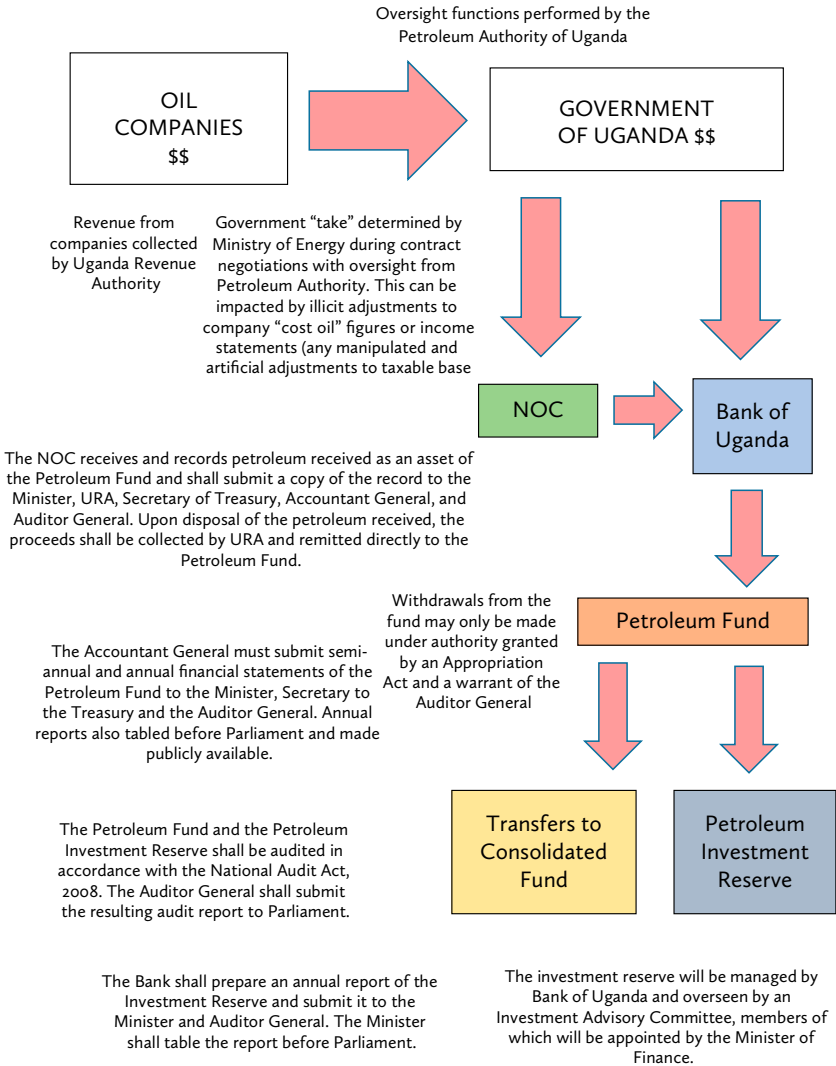 Oversight functions performed by the
Petroleum Authority of Uganda
OIL
COMPANIES
$$
GOVERNMENT
OF UGANDA $$
Revenue from
companies collected
by Uganda Revenue
Authority
Government “take” determined by
Ministry of Energy during contract
negotiations with oversight from
Petroleum Authority. This can be
impacted by illicit adjustments to
company “cost oil” figures or income
statements (any manipulated and
artificial adjustments to taxable base
NOC
Bank of
Uganda
The NOC receives and records petroleum received as an asset of
the Petroleum Fund and shall submit a copy of the record to the
Minister, URA, Secretary of Treasury, Accountant General, and
Auditor General. Upon disposal of the petroleum received, the
proceeds shall be collected by URA and remitted directly to the
Petroleum Fund.
Withdrawals from the
fund may only be made
under authority granted
by an Appropriation
Act and a warrant of the
Auditor General
Petroleum Fund
The Accountant General must submit semi-
annual and annual financial statements of the
Petroleum Fund to the Minister, Secretary to
the Treasury and the Auditor General. Annual
reports also tabled before Parliament and made
publicly available.
Transfers to
Consolidated
Fund
Petroleum
Investment
Reserve
The Petroleum Fund and the Petroleum
Investment Reserve shall be audited in
accordance with the National Audit Act,
2008. The Auditor General shall submit
the resulting audit report to Parliament.
The Bank shall prepare an annual report of the
Investment Reserve and submit it to the
Minister and Auditor General. The Minister
shall table the report before Parliament.
The investment reserve will be managed by
Bank of Uganda and overseen by an
Investment Advisory Committee, members of
which will be appointed by the Minister of
Finance.